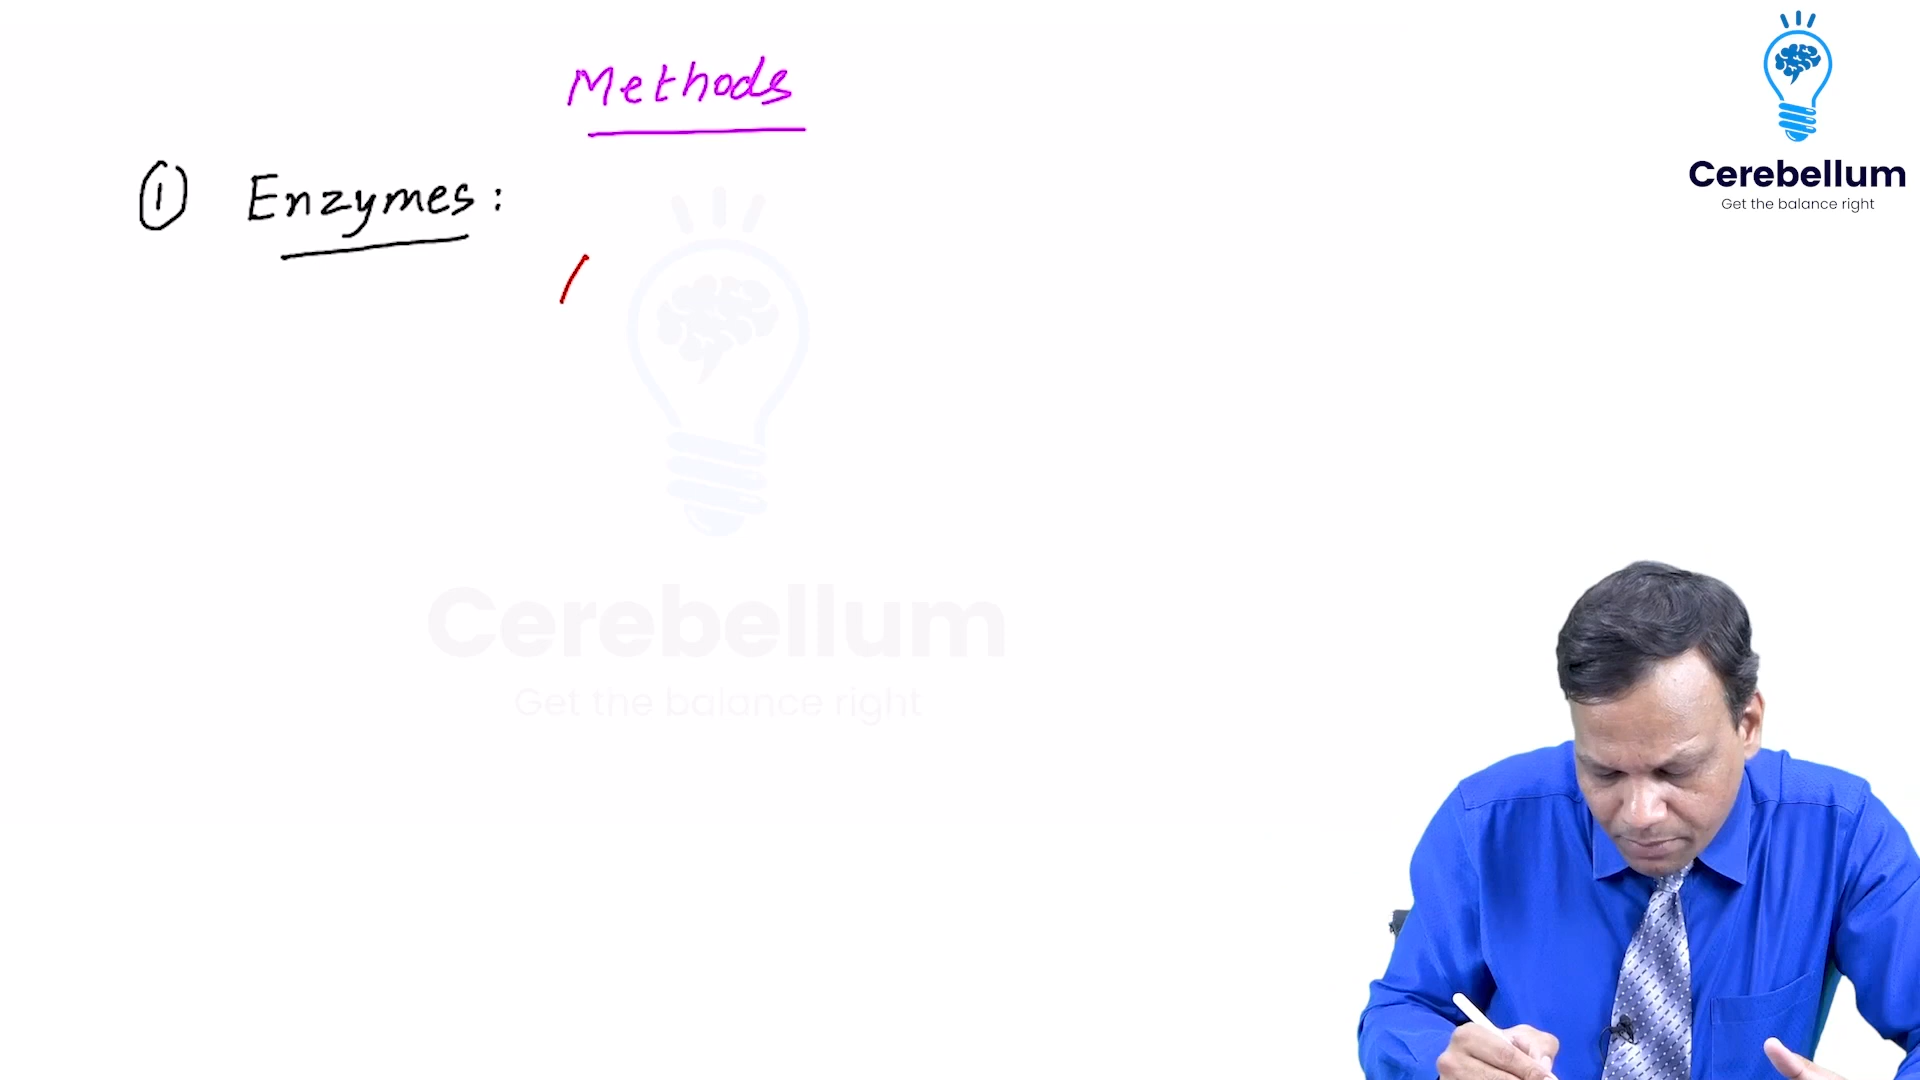 Methods
① Enzymes:
Cerebellum
Get the balance right
Cerebellum
Get the balance right